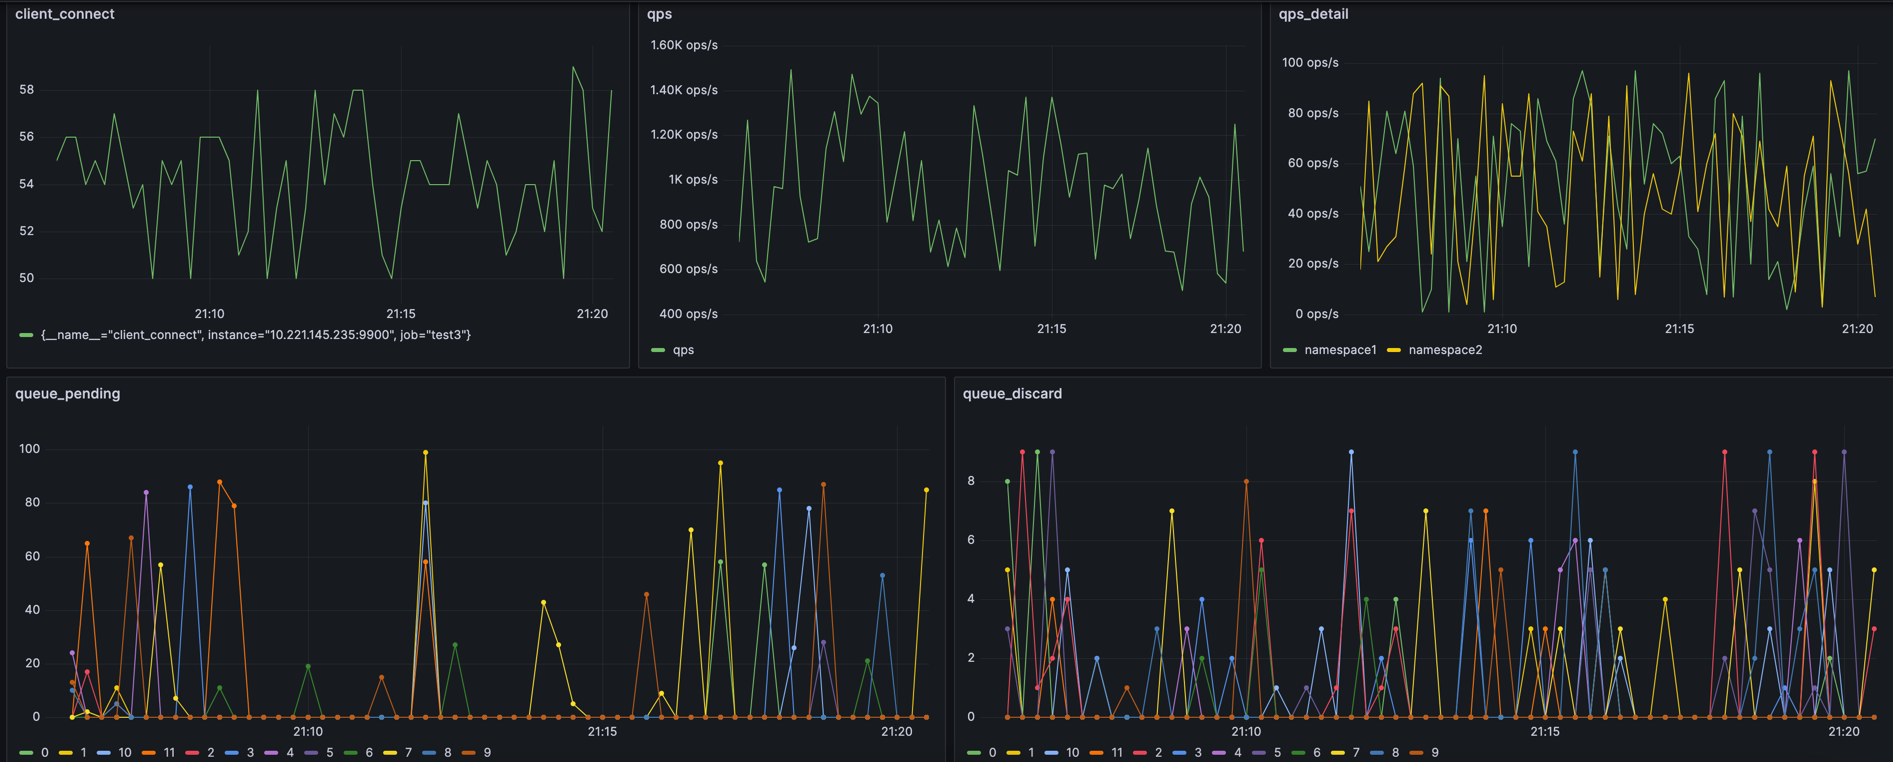 client_connect
58
56
54
52
50
21:10 21:15 21:20
{__name__="client_connect", instance="10.221.145.235:9900", job="test3"}
qps
1.60K ops/s
1.40K ops/s
1.20K ops/s
1K ops/s
800 ops/s
600 ops/s
400 ops/s
21:10 21:15 21:20
qps
qps_detail
100 ops/s
80 ops/s
60 ops/s
40 ops/s
20 ops/s
0 ops/s
21:10 21:15 21:20
namespace1 namespace2
queue_pending
100
80
60
40
20
0
21:10 21:15 21:20
0 1 10 11 2 3 4 5 6 7 8 9
queue_discard
8
6
4
2
0
21:10 21:15 21:20
0 1 10 11 2 3 4 5 6 7 8 9